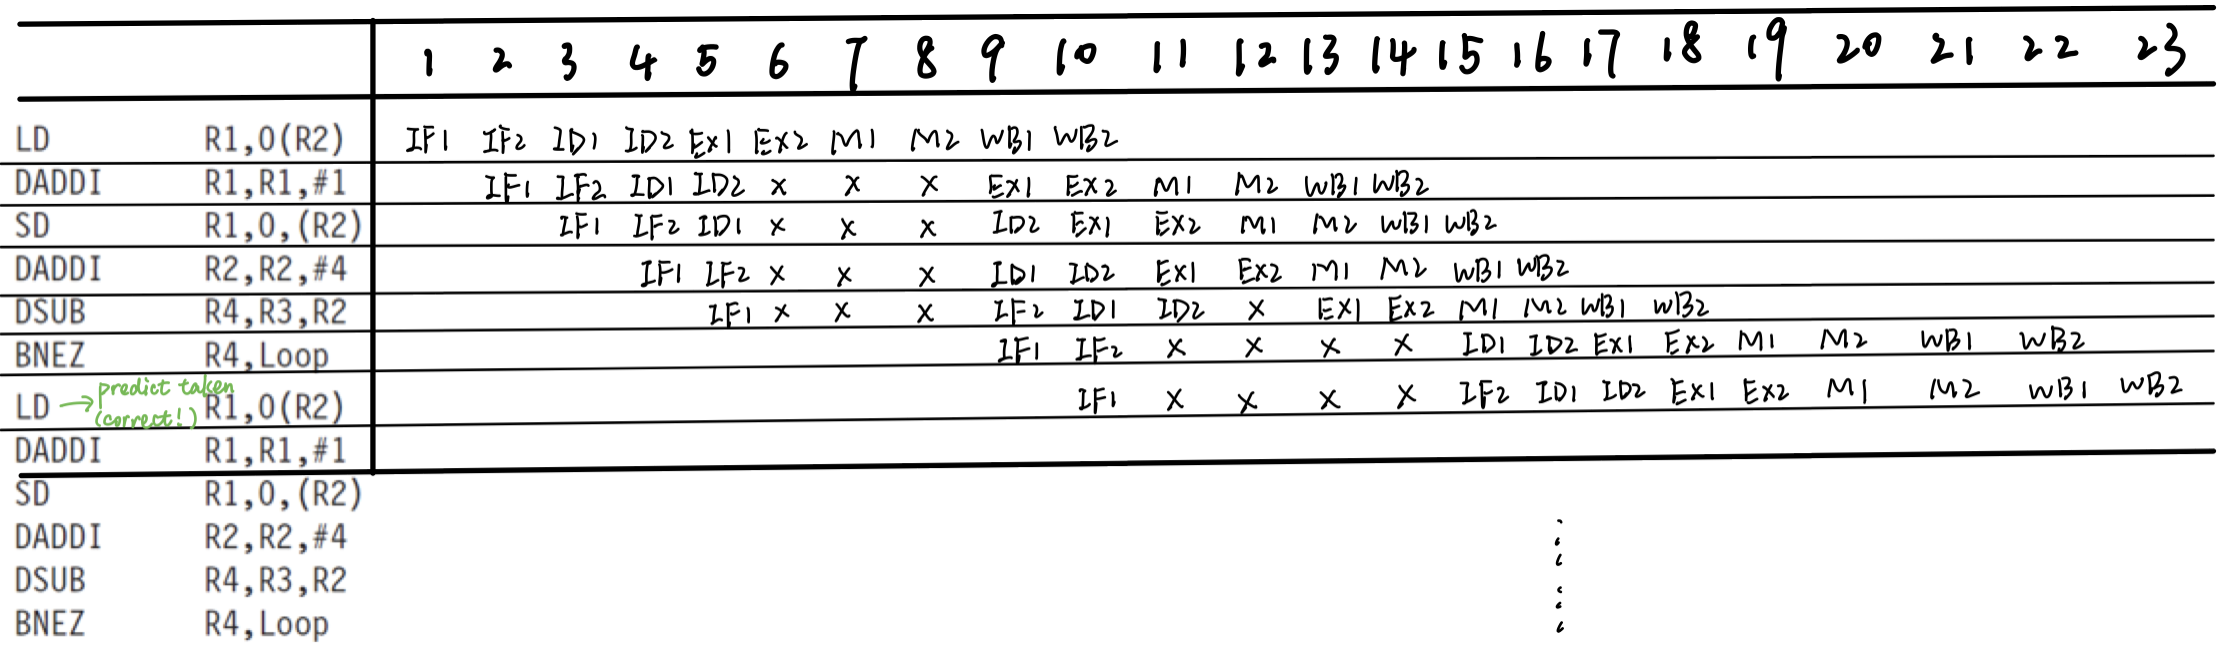 1 2 3 4 5 6 7 8 9 10 11 12 13 14 15 16 17 18 19 20 21 22 23
LD R1,0(R2) IF1 IF2 ID1 ID2 EX1 EX2 M1 M2 WB1 WB2
DADDI R1,R1,#1 IF1 IF2 ID1 ID2 x x x EX1 EX2 M1 M2 WB1 WB2
SD R1,0,(R2) IF1 IF2 ID1 x x x ID2 EX1 EX2 M1 M2 WB1 WB2
DADDI R2,R2,#4 IF1 IF2 x x x ID1 ID2 EX1 EX2 M1 M2 WB1 WB2
DSUB R4,R3,R2 IF1 x x x IF2 ID1 ID2 x EX1 EX2 M1 M2 WB1 WB2
BNEZ R4,Loop IF1 IF2 x x x x ID1 ID2 EX1 EX2 M1 M2 WB1 WB2
predict taken
LD → R1,0(R2) IF1 x x x x IF2 ID1 ID2 EX1 EX2 M1 M2 WB1 WB2
(correct!)
DADDI R1,R1,#1
SD R1,0,(R2)
DADDI R2,R2,#4
DSUB R4,R3,R2
BNEZ R4,Loop